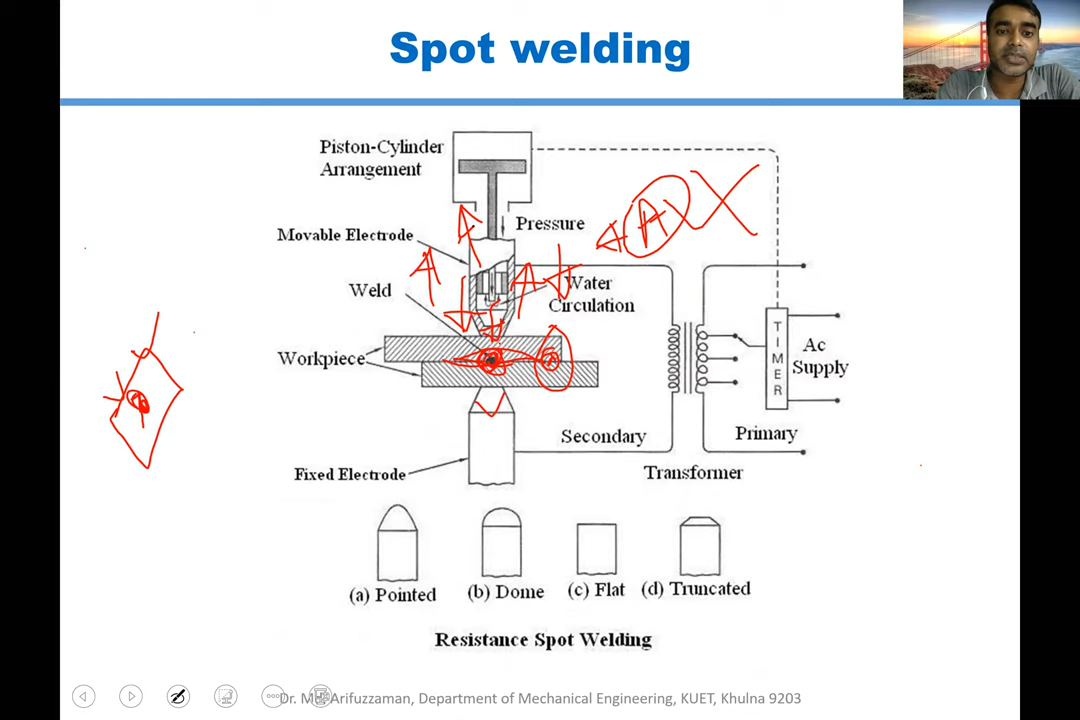 Spot welding
Piston-Cylinder
Arrangement
Pressure
Movable Electrode
Water
Circulation
Weld
Workpiece
TIMER
Ac
Supply
Secondary
Primary
Fixed Electrode
Transformer
(a) Pointed
(b) Dome
(c) Flat
(d) Truncated
Resistance Spot Welding
Arifuzzaman, Department of Mechanical Engineering, KUET, Khulna 9203